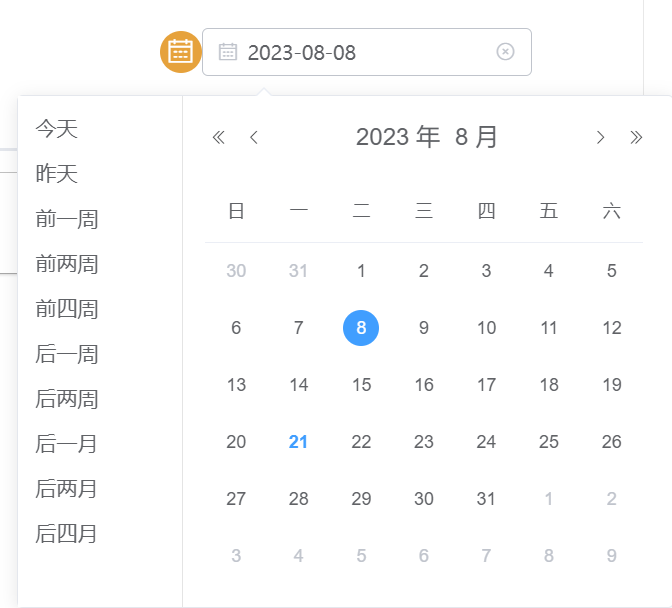 2023-08-08
今天
昨天
前一周
前两周
前四周
后一周
后两周
后一月
后两月
后四月
2023 年 8 月
日 一 二 三 四 五 六
30 31 1 2 3 4 5
6 7 8 9 10 11 12
13 14 15 16 17 18 19
20 21 22 23 24 25 26
27 28 29 30 31 1 2
3 4 5 6 7 8 9